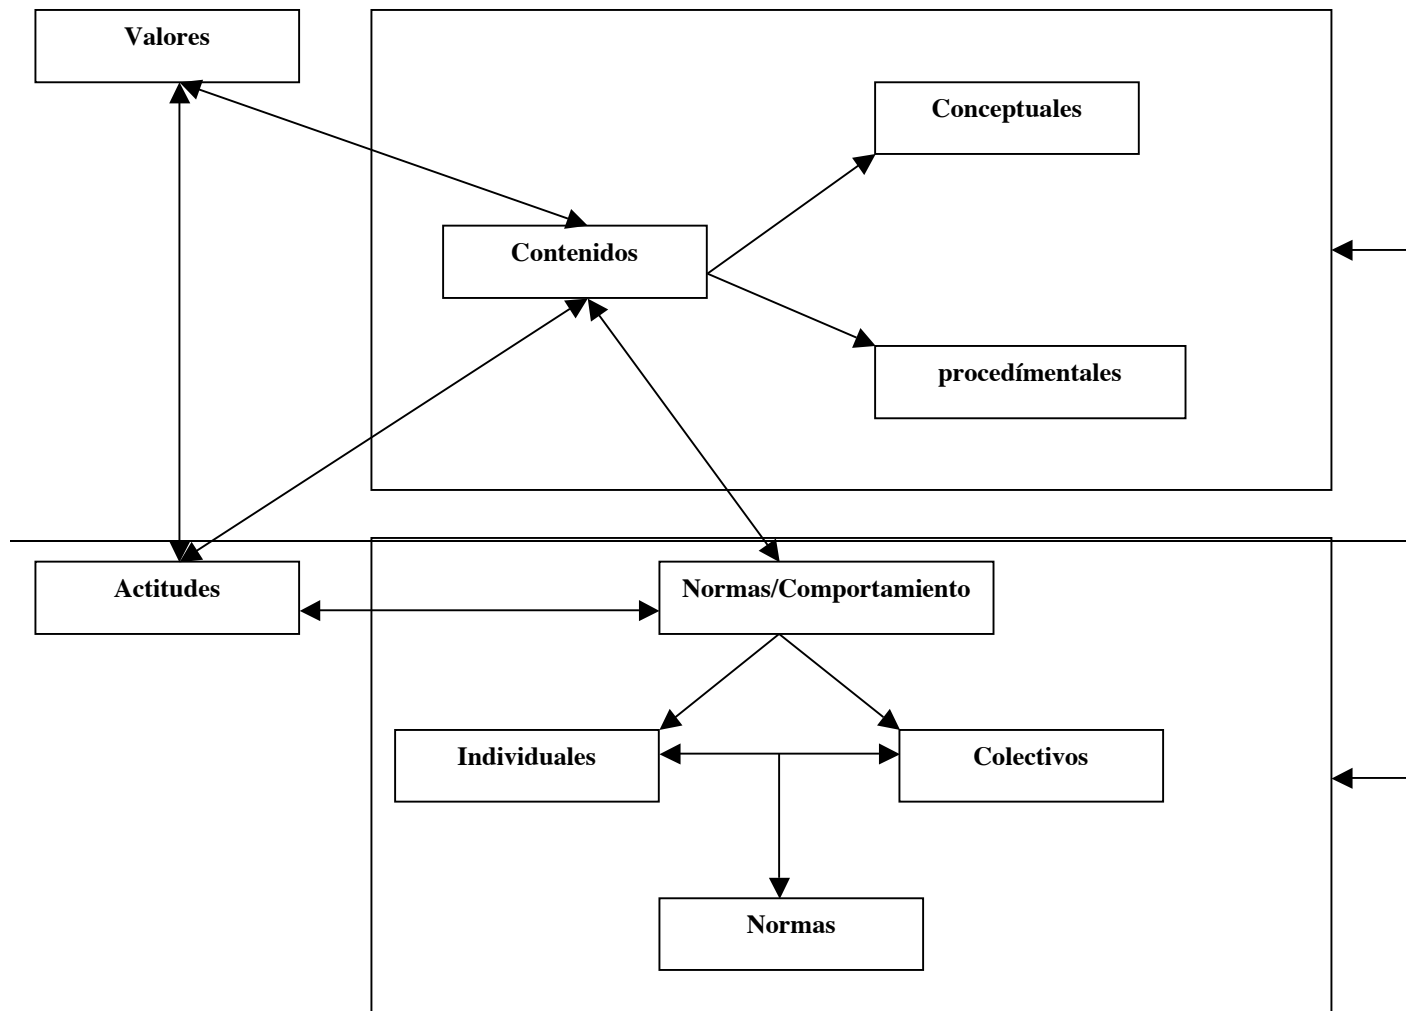 Valores
Conceptuales
Contenidos
procedímentales
Actitudes
Normas/Comportamiento
Individuales
Colectivos
Normas